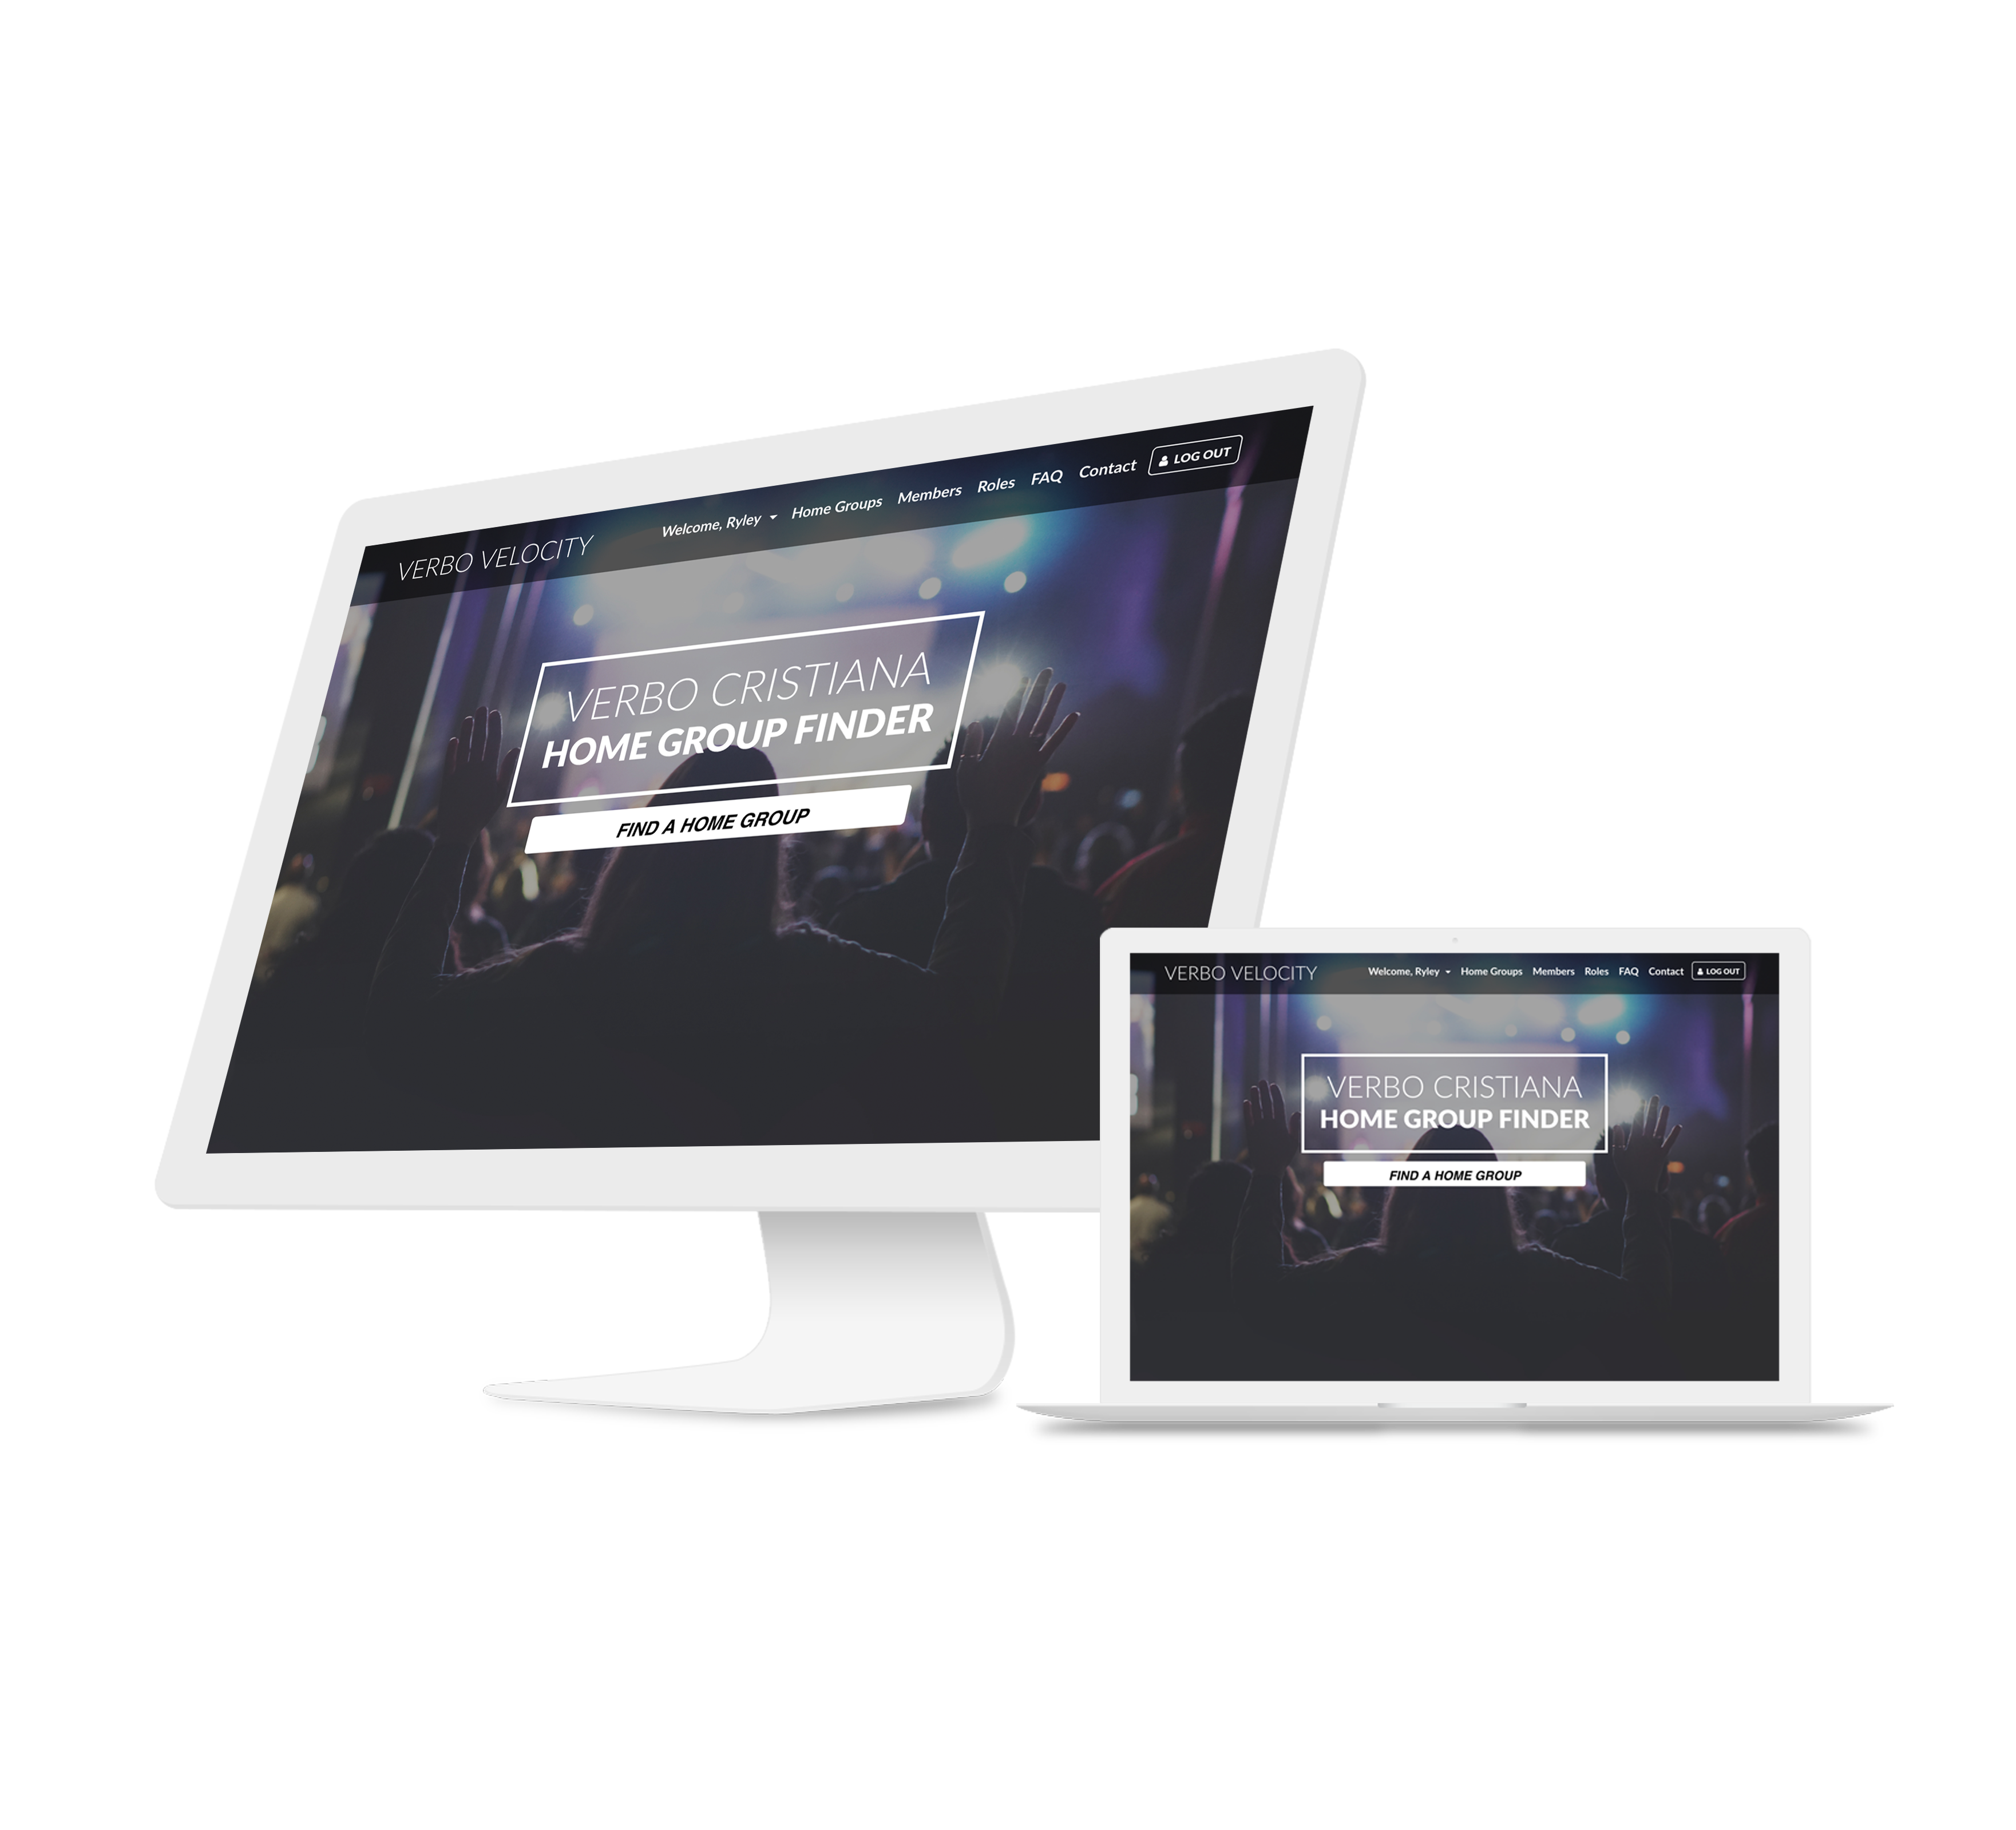 VERBO VELOCITY
Welcome, Ryley Home Groups Members Roles FAQ Contact LOG OUT
VERBO CRISTIANA
HOME GROUP FINDER
FIND A HOME GROUP
VERBO VELOCITY
Welcome, Ryley Home Groups Members Roles FAQ Contact LOG OUT
VERBO CRISTIANA
HOME GROUP FINDER
FIND A HOME GROUP